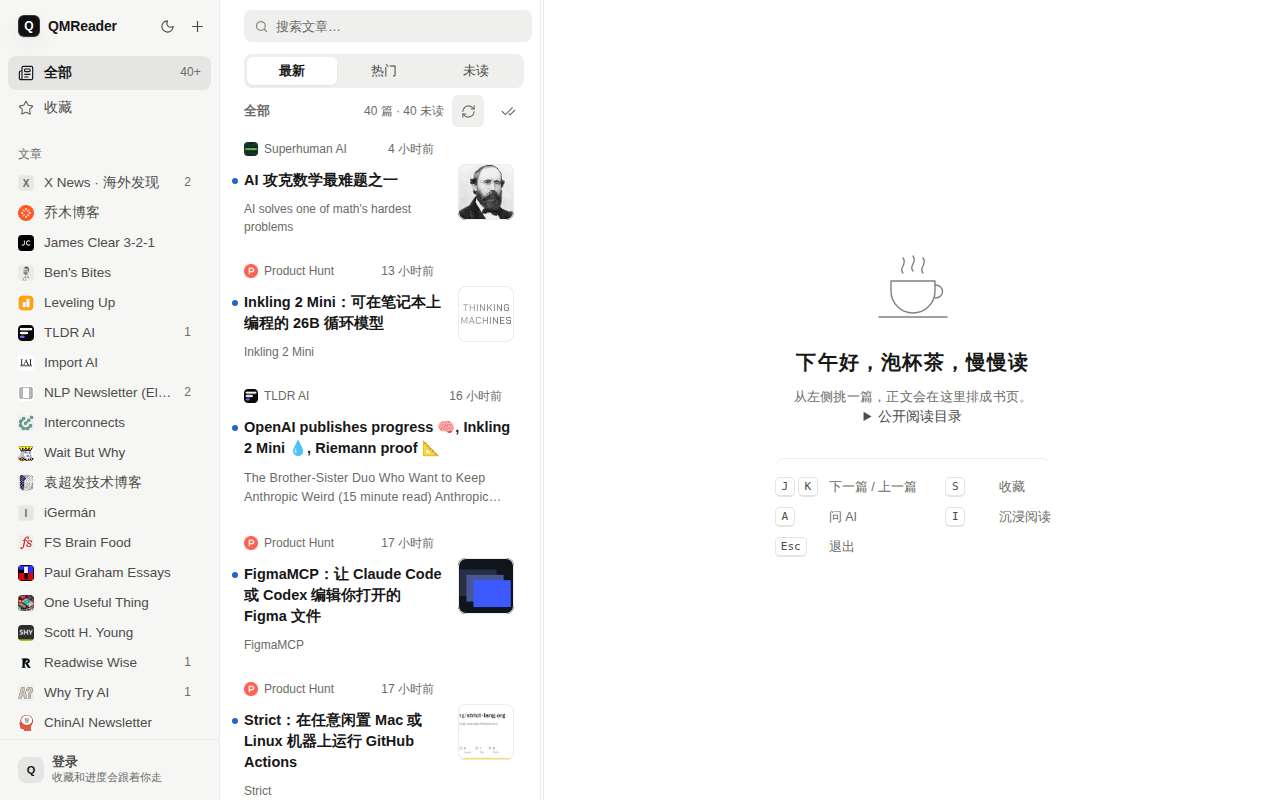 Q QMReader
全部 40+
收藏
文章
X News · 海外发现 2
乔木博客
James Clear 3-2-1
Ben's Bites
Leveling Up
TLDR AI 1
Import AI
NLP Newsletter (El… 2
Interconnects
Wait But Why
袁超发技术博客
iGermán
FS Brain Food
Paul Graham Essays
One Useful Thing
Scott H. Young
Readwise Wise 1
Why Try AI 1
ChinAI Newsletter
Q 登录
收藏和进度会跟着你走
搜索文章…
最新 热门 未读
全部 40 篇 · 40 未读
Superhuman AI 4 小时前
AI 攻克数学最难题之一
AI solves one of math's hardest
problems
Product Hunt 13 小时前
Inkling 2 Mini：可在笔记本上
编程的 26B 循环模型
Inkling 2 Mini
THINKING
MACHINES
TLDR AI 16 小时前
OpenAI publishes progress 🧠, Inkling
2 Mini 💧, Riemann proof 📐
The Brother-Sister Duo Who Want to Keep
Anthropic Weird (15 minute read) Anthropic…
Product Hunt 17 小时前
FigmaMCP：让 Claude Code
或 Codex 编辑你打开的
Figma 文件
FigmaMCP
Product Hunt 17 小时前
Strict：在任意闲置 Mac 或
Linux 机器上运行 GitHub
Actions
Strict
下午好，泡杯茶，慢慢读
从左侧挑一篇，正文会在这里排成书页。
▶ 公开阅读目录
J K 下一篇 / 上一篇 S 收藏
A 问 AI I 沉浸阅读
Esc 退出